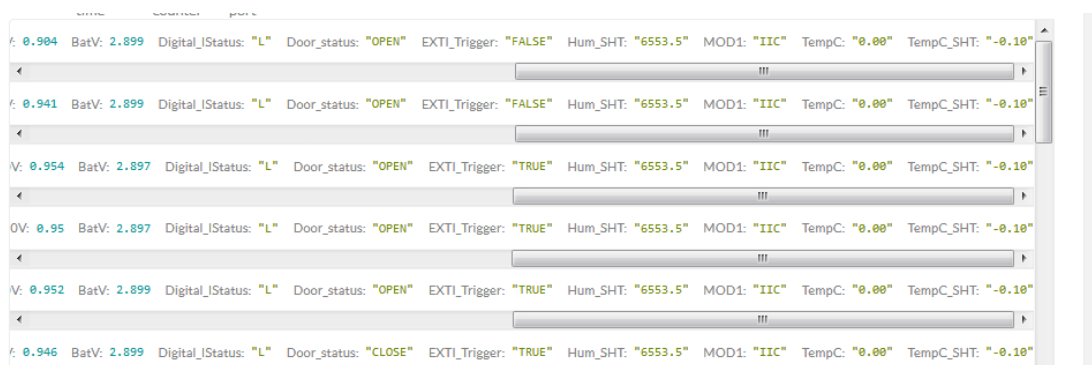 time counter port
V: 0.904 BatV: 2.899 Digital_IStatus: "L" Door_status: "OPEN" EXTI_Trigger: "FALSE" Hum_SHT: "6553.5" MOD1: "IIC" TempC: "0.00" TempC_SHT: "-0.10"
V: 0.941 BatV: 2.899 Digital_IStatus: "L" Door_status: "OPEN" EXTI_Trigger: "FALSE" Hum_SHT: "6553.5" MOD1: "IIC" TempC: "0.00" TempC_SHT: "-0.10"
V: 0.954 BatV: 2.897 Digital_IStatus: "L" Door_status: "OPEN" EXTI_Trigger: "TRUE" Hum_SHT: "6553.5" MOD1: "IIC" TempC: "0.00" TempC_SHT: "-0.10"
0V: 0.95 BatV: 2.897 Digital_IStatus: "L" Door_status: "OPEN" EXTI_Trigger: "TRUE" Hum_SHT: "6553.5" MOD1: "IIC" TempC: "0.00" TempC_SHT: "-0.10"
V: 0.952 BatV: 2.899 Digital_IStatus: "L" Door_status: "OPEN" EXTI_Trigger: "TRUE" Hum_SHT: "6553.5" MOD1: "IIC" TempC: "0.00" TempC_SHT: "-0.10"
: 0.946 BatV: 2.899 Digital_IStatus: "L" Door_status: "CLOSE" EXTI_Trigger: "TRUE" Hum_SHT: "6553.5" MOD1: "IIC" TempC: "0.00" TempC_SHT: "-0.10"